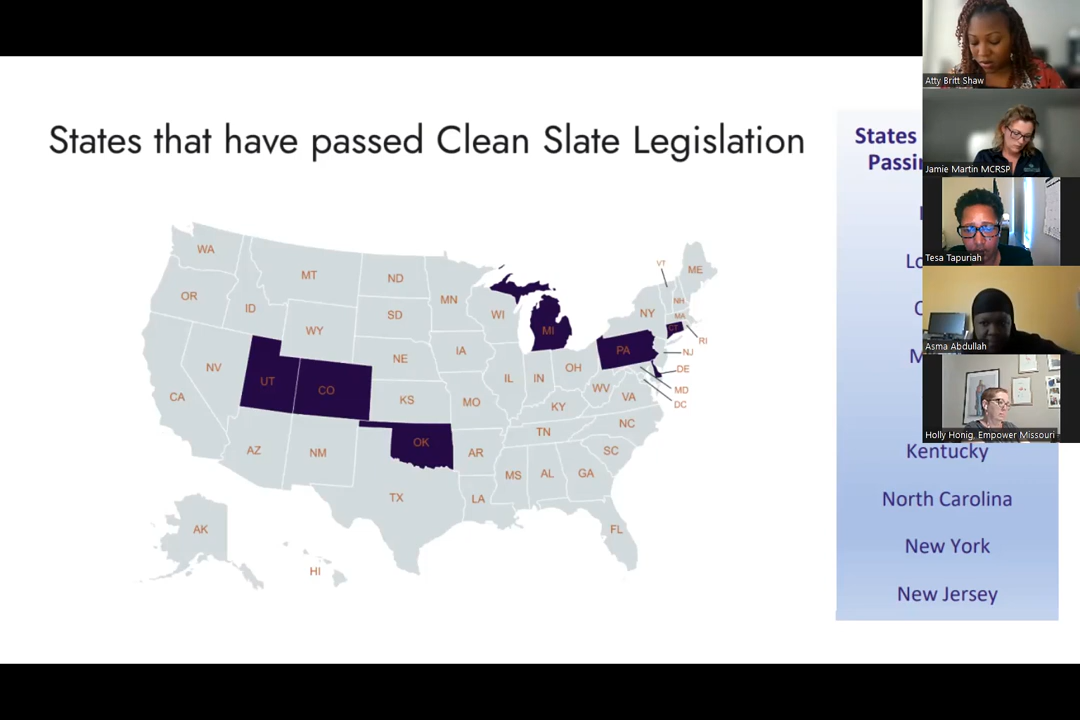 States that have passed Clean Slate Legislation
WA
MT
ND
MN
OR
ID
SD
WI
WY
MI
VT
ME
NH
NY
MA
CT
RI
NV
UT
CO
NE
IA
IL
IN
OH
PA
NJ
DE
MD
DC
CA
KS
MO
KY
WV
VA
AZ
NM
OK
AR
TN
NC
SC
TX
LA
MS
AL
GA
FL
AK
HI
States
Kentucky
North Carolina
New York
New Jersey
Atty Britt Shaw
Jamie Martin MCRSP
Tesa Tapuriah
Asma Abdullah
Holly Honig, Empower Missouri